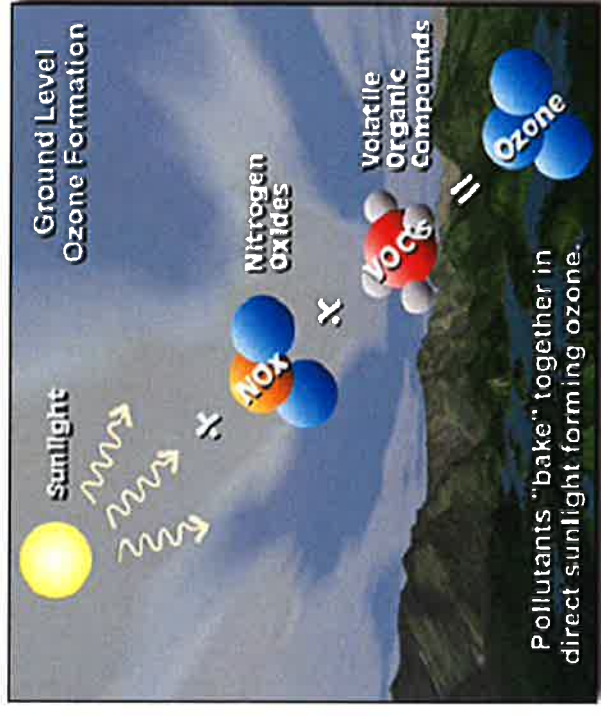 Ground Level
Ozone Formation
Sunlight
+
NOx
Nitrogen
Oxides
+
VOCs
Volatile
Organic
Compounds
=
Ozone
Pollutants "bake" together in
direct sunlight forming ozone.